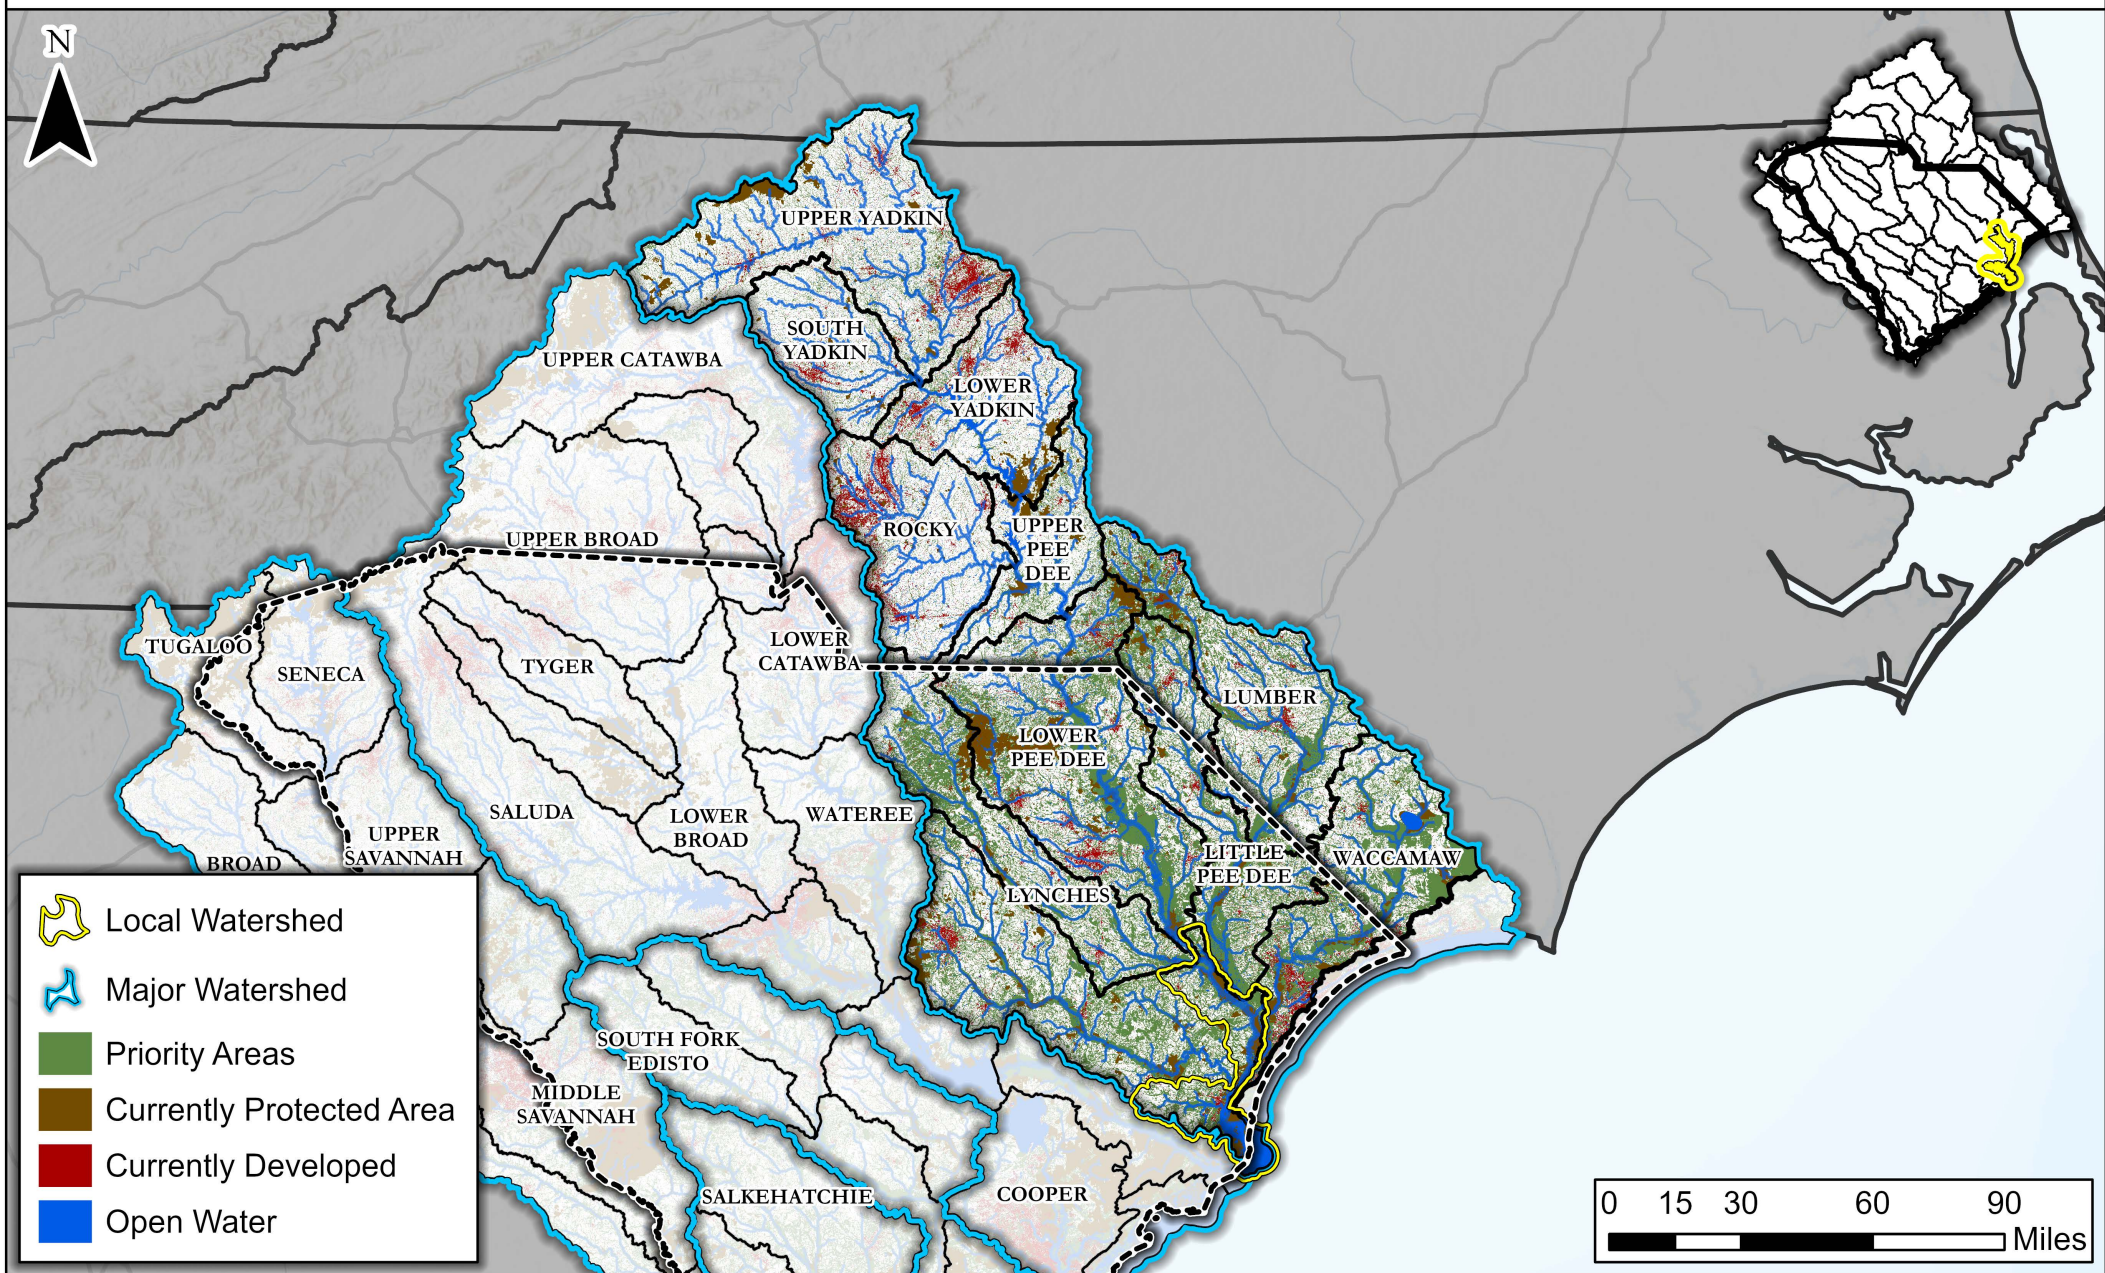 N
UPPER YADKIN
SOUTH
YADKIN
UPPER CATAWBA
LOWER
YADKIN
ROCKY
UPPER
PEE
DEE
UPPER BROAD
TUGALOO
SENECA
TYGER
LOWER
CATAWBA
LUMBER
LOWER
PEE DEE
SALUDA
LOWER
BROAD
WATEREE
UPPER
SAVANNAH
BROAD
LITTLE
PEE DEE
WACCAMAW
LYNCHES
SOUTH FORK
EDISTO
MIDDLE
SAVANNAH
SALKEHATCHIE
COOPER
Local Watershed
Major Watershed
Priority Areas
Currently Protected Area
Currently Developed
Open Water
0 15 30 60 90
Miles